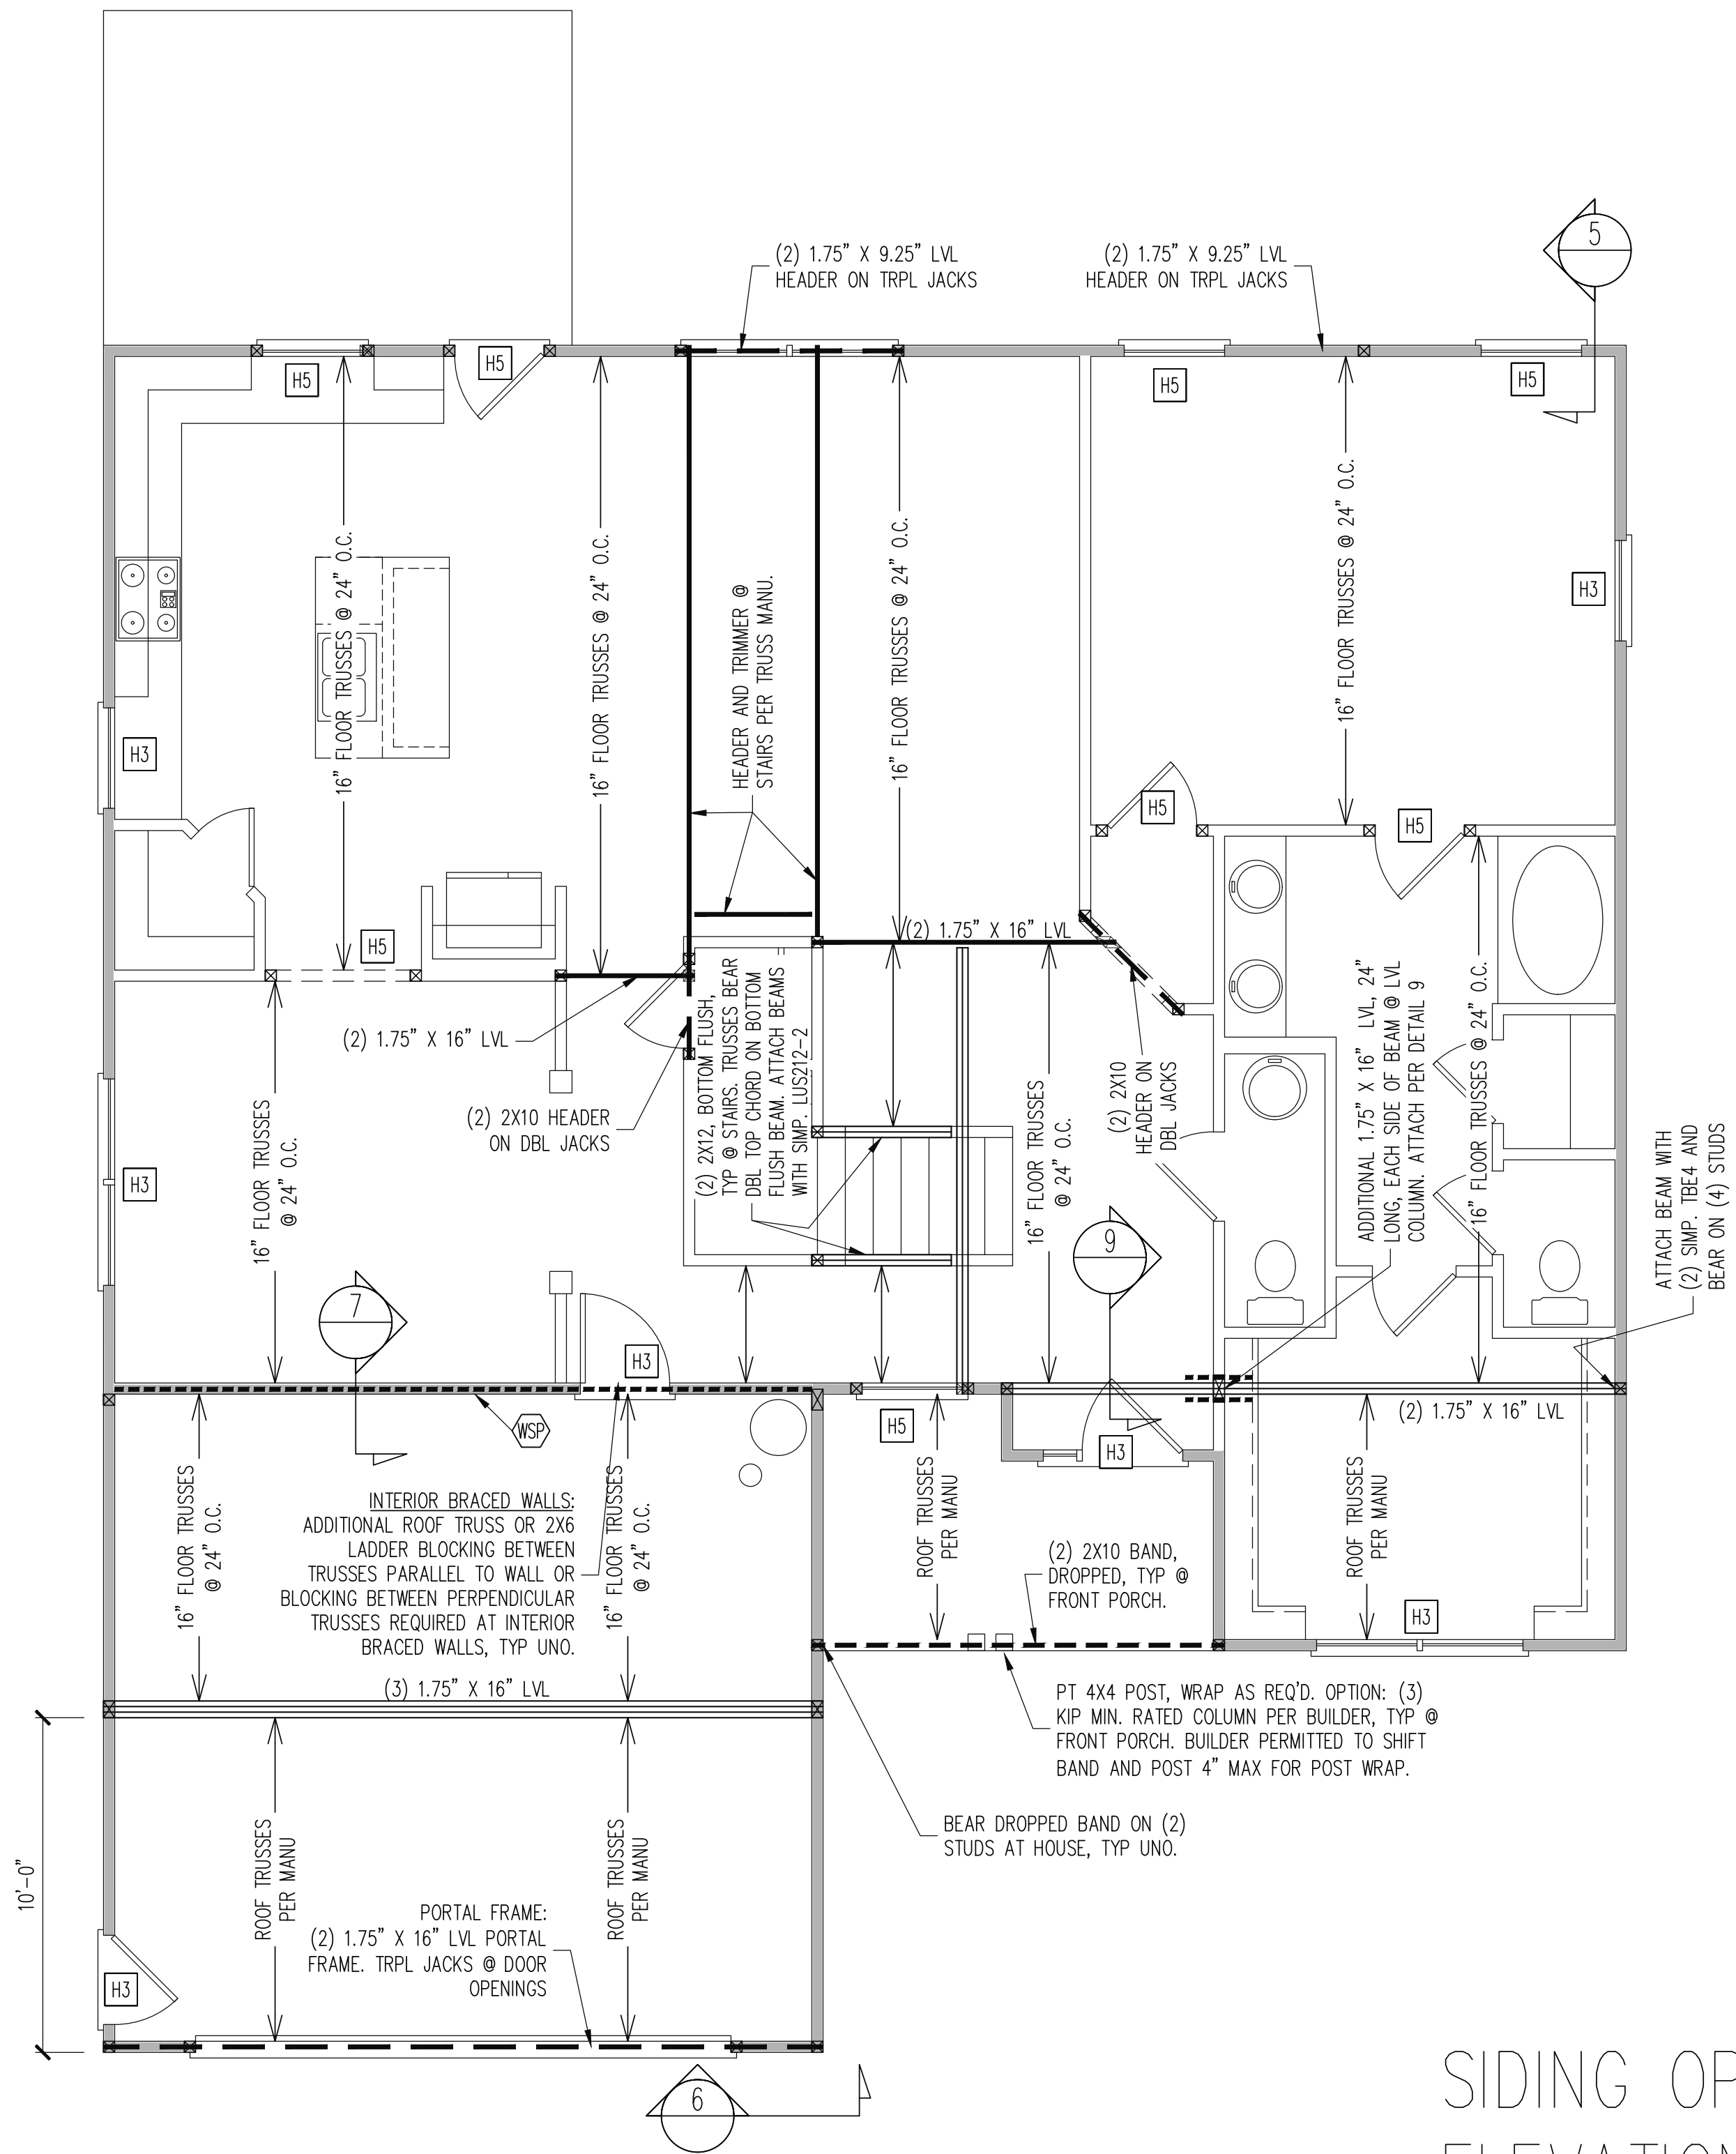 (2) 1.75" X 9.25" LVL
HEADER ON TRPL JACKS
(2) 1.75" X 9.25" LVL
HEADER ON TRPL JACKS
5
H5
H5
H5
H5
16" FLOOR TRUSSES @ 24" O.C.
16" FLOOR TRUSSES @ 24" O.C.
HEADER AND TRIMMER @
STAIRS PER TRUSS MANU.
16" FLOOR TRUSSES @ 24" O.C.
16" FLOOR TRUSSES @ 24" O.C.
H3
H3
H5
H5
H5
(2) 1.75" X 16" LVL
(2) 1.75" X 16" LVL
(2) 2X10 HEADER
ON DBL JACKS
(2) 2X12, BOTTOM FLUSH,
TYP @ STAIRS. TRUSSES BEAR
DBL TOP CHORD ON BOTTOM
FLUSH BEAM. ATTACH BEAMS
WITH SIMP. LUS212-2
16" FLOOR TRUSSES
@ 24" O.C.
16" FLOOR TRUSSES
@ 24" O.C.
(2) 2X10
HEADER ON
DBL JACKS
ADDITIONAL 1.75" X 16" LVL, 24"
LONG, EACH SIDE OF BEAM @ LVL
COLUMN. ATTACH PER DETAIL 9
16" FLOOR TRUSSES @ 24" O.C.
ATTACH BEAM WITH
(2) SIMP. TBE4 AND
BEAR ON (4) STUDS
H3
9
7
H3
WSP
H5
H3
(2) 1.75" X 16" LVL
16" FLOOR TRUSSES
@ 24" O.C.
INTERIOR BRACED WALLS:
ADDITIONAL ROOF TRUSS OR 2X6
LADDER BLOCKING BETWEEN
TRUSSES PARALLEL TO WALL OR
BLOCKING BETWEEN PERPENDICULAR
TRUSSES REQUIRED AT INTERIOR
BRACED WALLS, TYP UNO.
16" FLOOR TRUSSES
@ 24" O.C.
ROOF TRUSSES
PER MANU
(2) 2X10 BAND,
DROPPED, TYP @
FRONT PORCH.
ROOF TRUSSES
PER MANU
H3
(3) 1.75" X 16" LVL
PT 4X4 POST, WRAP AS REQ'D. OPTION: (3)
KIP MIN. RATED COLUMN PER BUILDER, TYP @
FRONT PORCH. BUILDER PERMITTED TO SHIFT
BAND AND POST 4" MAX FOR POST WRAP.
BEAR DROPPED BAND ON (2)
STUDS AT HOUSE, TYP UNO.
10'-0"
ROOF TRUSSES
PER MANU
ROOF TRUSSES
PER MANU
PORTAL FRAME:
(2) 1.75" X 16" LVL PORTAL
FRAME. TRPL JACKS @ DOOR
OPENINGS
H3
6
SIDING OP
ELEVATION